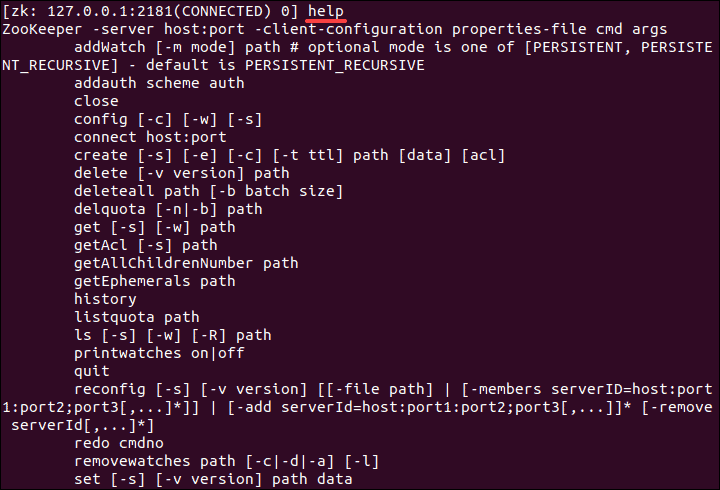 [zk: 127.0.0.1:2181(CONNECTED) 0] help
ZooKeeper -server host:port -client-configuration properties-file cmd args
addWatch [-m mode] path # optional mode is one of [PERSISTENT, PERSISTE
NT_RECURSIVE] - default is PERSISTENT_RECURSIVE
addauth scheme auth
close
config [-c] [-w] [-s]
connect host:port
create [-s] [-e] [-c] [-t ttl] path [data] [acl]
delete [-v version] path
deleteall path [-b batch size]
delquota [-n|-b] path
get [-s] [-w] path
getAcl [-s] path
getAllChildrenNumber path
getEphemerals path
history
listquota path
ls [-s] [-w] [-R] path
printwatches on|off
quit
reconfig [-s] [-v version] [[-file path] | [-members serverID=host:port
1:port2;port3[,...]*]] | [-add serverId=host:port1:port2;port3[,...]]* [-remove
serverId[,...]*]
redo cmdno
removewatches path [-c|-d|-a] [-l]
set [-s] [-v version] path data